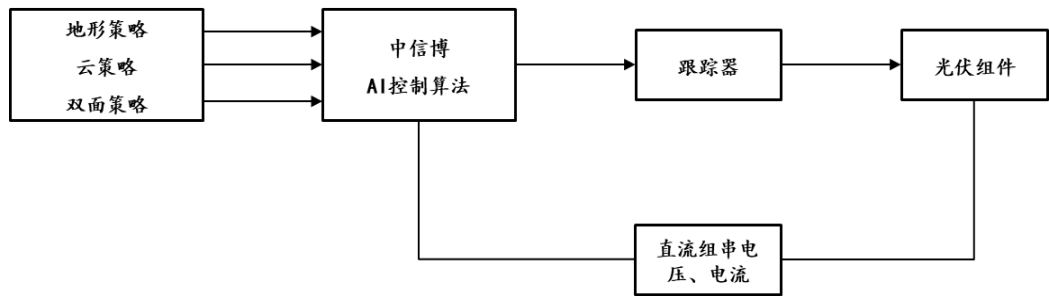 地形策略
云策略
双面策略
中信博
AI控制算法
跟踪器
光伏组件
直流组串电
压、电流